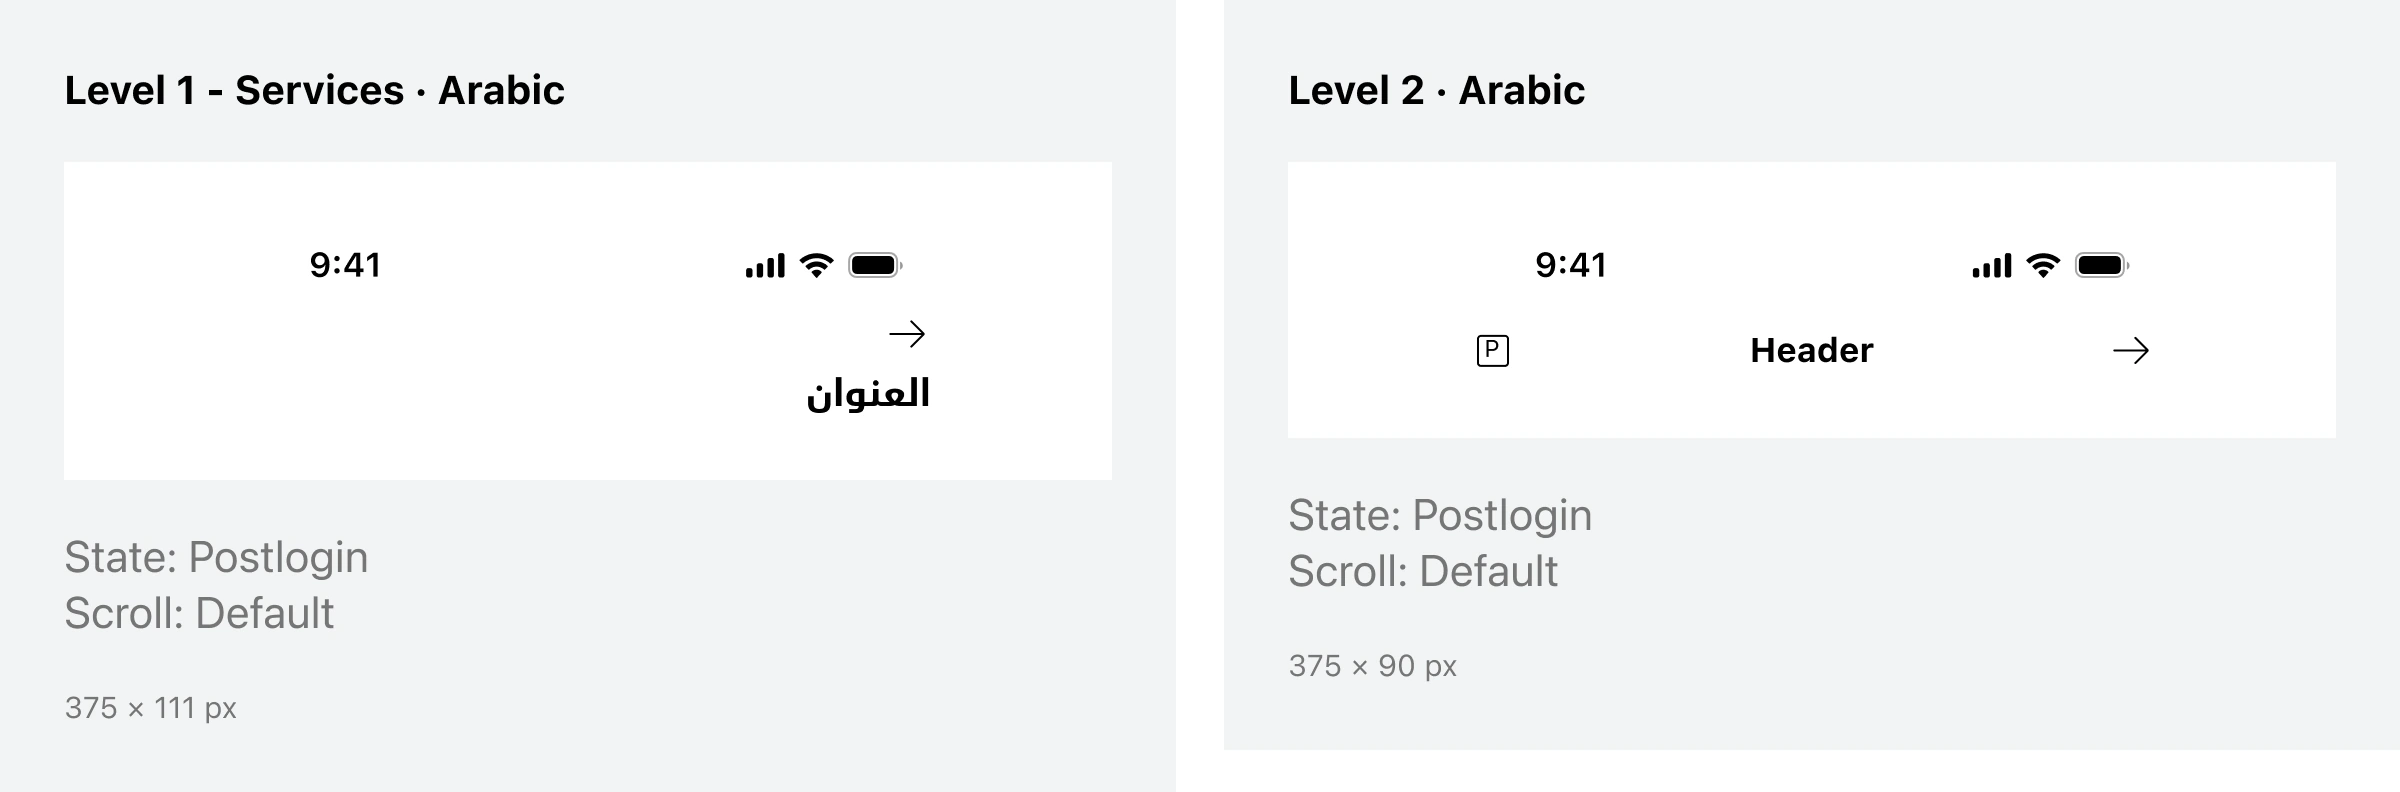 Level 1 - Services · Arabic
9:41
العنوان
State: Postlogin
Scroll: Default
375 × 111 px
Level 2 · Arabic
9:41
P
Header
State: Postlogin
Scroll: Default
375 × 90 px